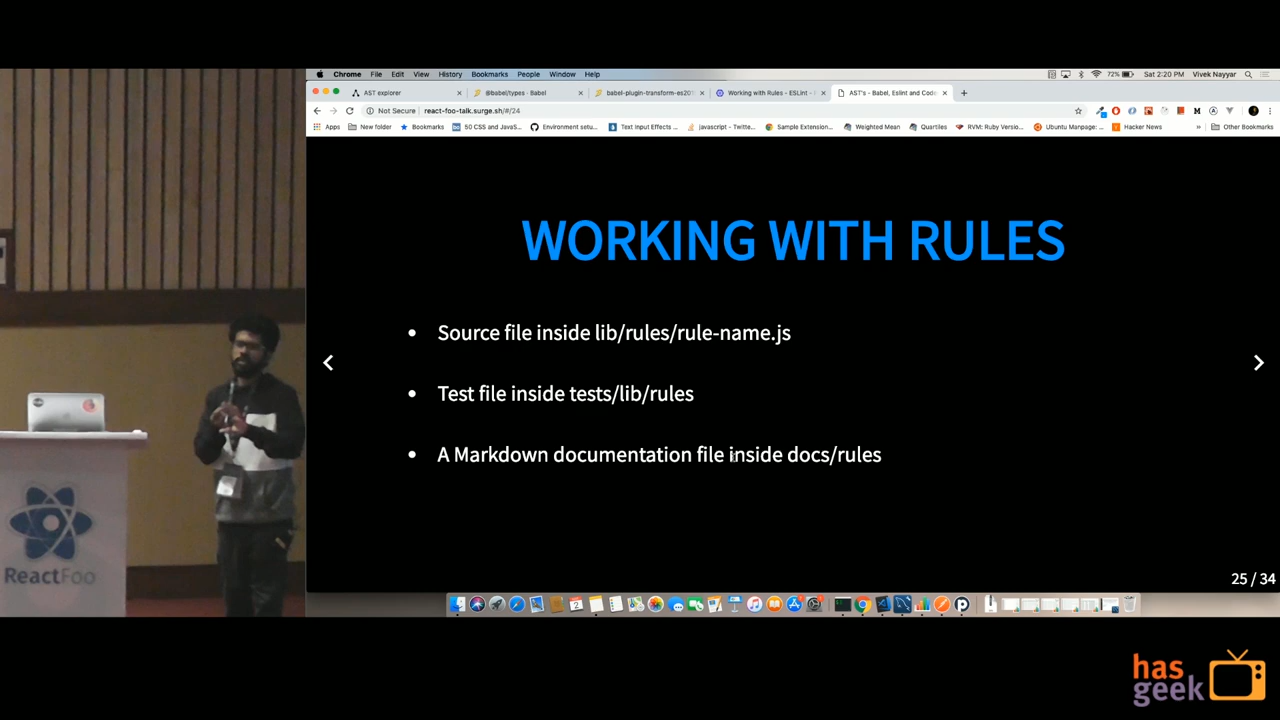 Chrome File Edit View History Bookmarks People Window Help
72% Sat 2:20 PM Vivek Nayyar
AST explorer
@babel/types · Babel
babel-plugin-transform-es201
Working with Rules - ESLint -
AST's - Babel, Eslint and Code
Not Secure react-foo-talk.surge.sh/#/24
Apps New folder Bookmarks 50 CSS and JavaS... Environment setu... Text Input Effects ... javascript - Twitte... Sample Extension... Weighted Mean Quartiles RVM: Ruby Versio... Ubuntu Manpage: ... Hacker News » Other Bookmarks
WORKING WITH RULES
• Source file inside lib/rules/rule-name.js
• Test file inside tests/lib/rules
• A Markdown documentation file inside docs/rules
25 / 34
ReactFoo
has
geek